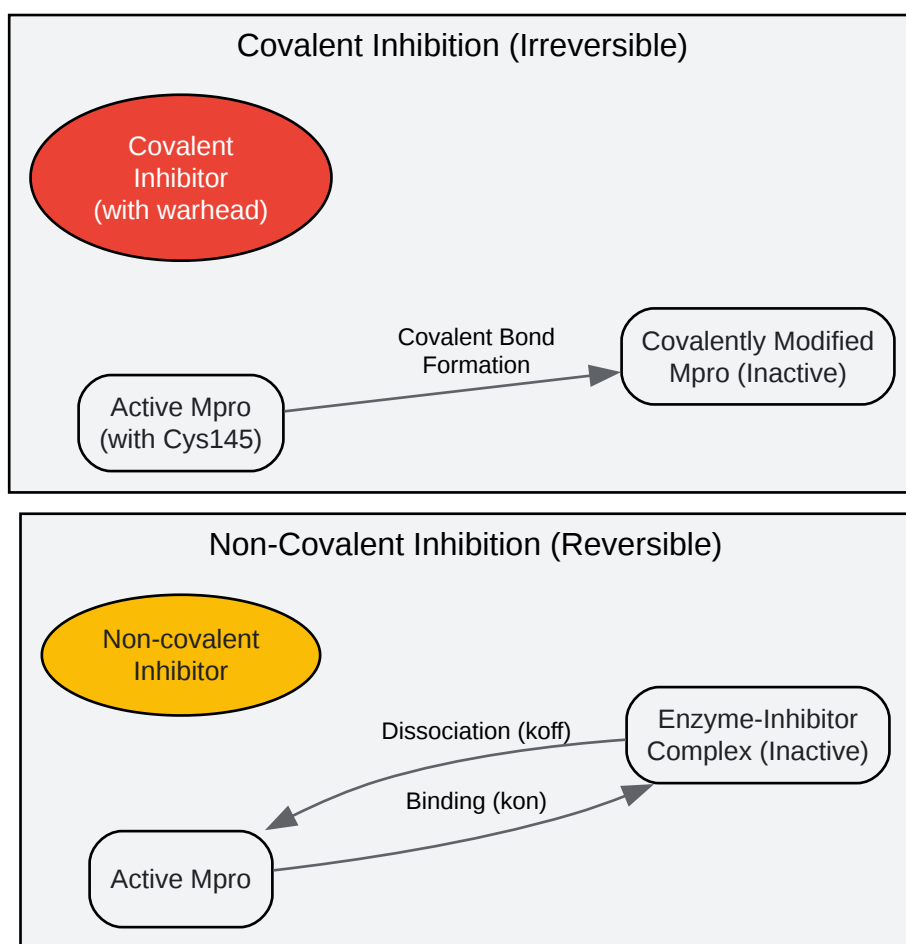 Covalent Inhibition (Irreversible)
Covalent
Inhibitor
(with warhead)
Covalent Bond
Formation
Covalently Modified
Mpro (Inactive)
Active Mpro
(with Cys145)
Non-Covalent Inhibition (Reversible)
Non-covalent
Inhibitor
Dissociation (koff)
Enzyme-Inhibitor
Complex (Inactive)
Binding (kon)
Active Mpro